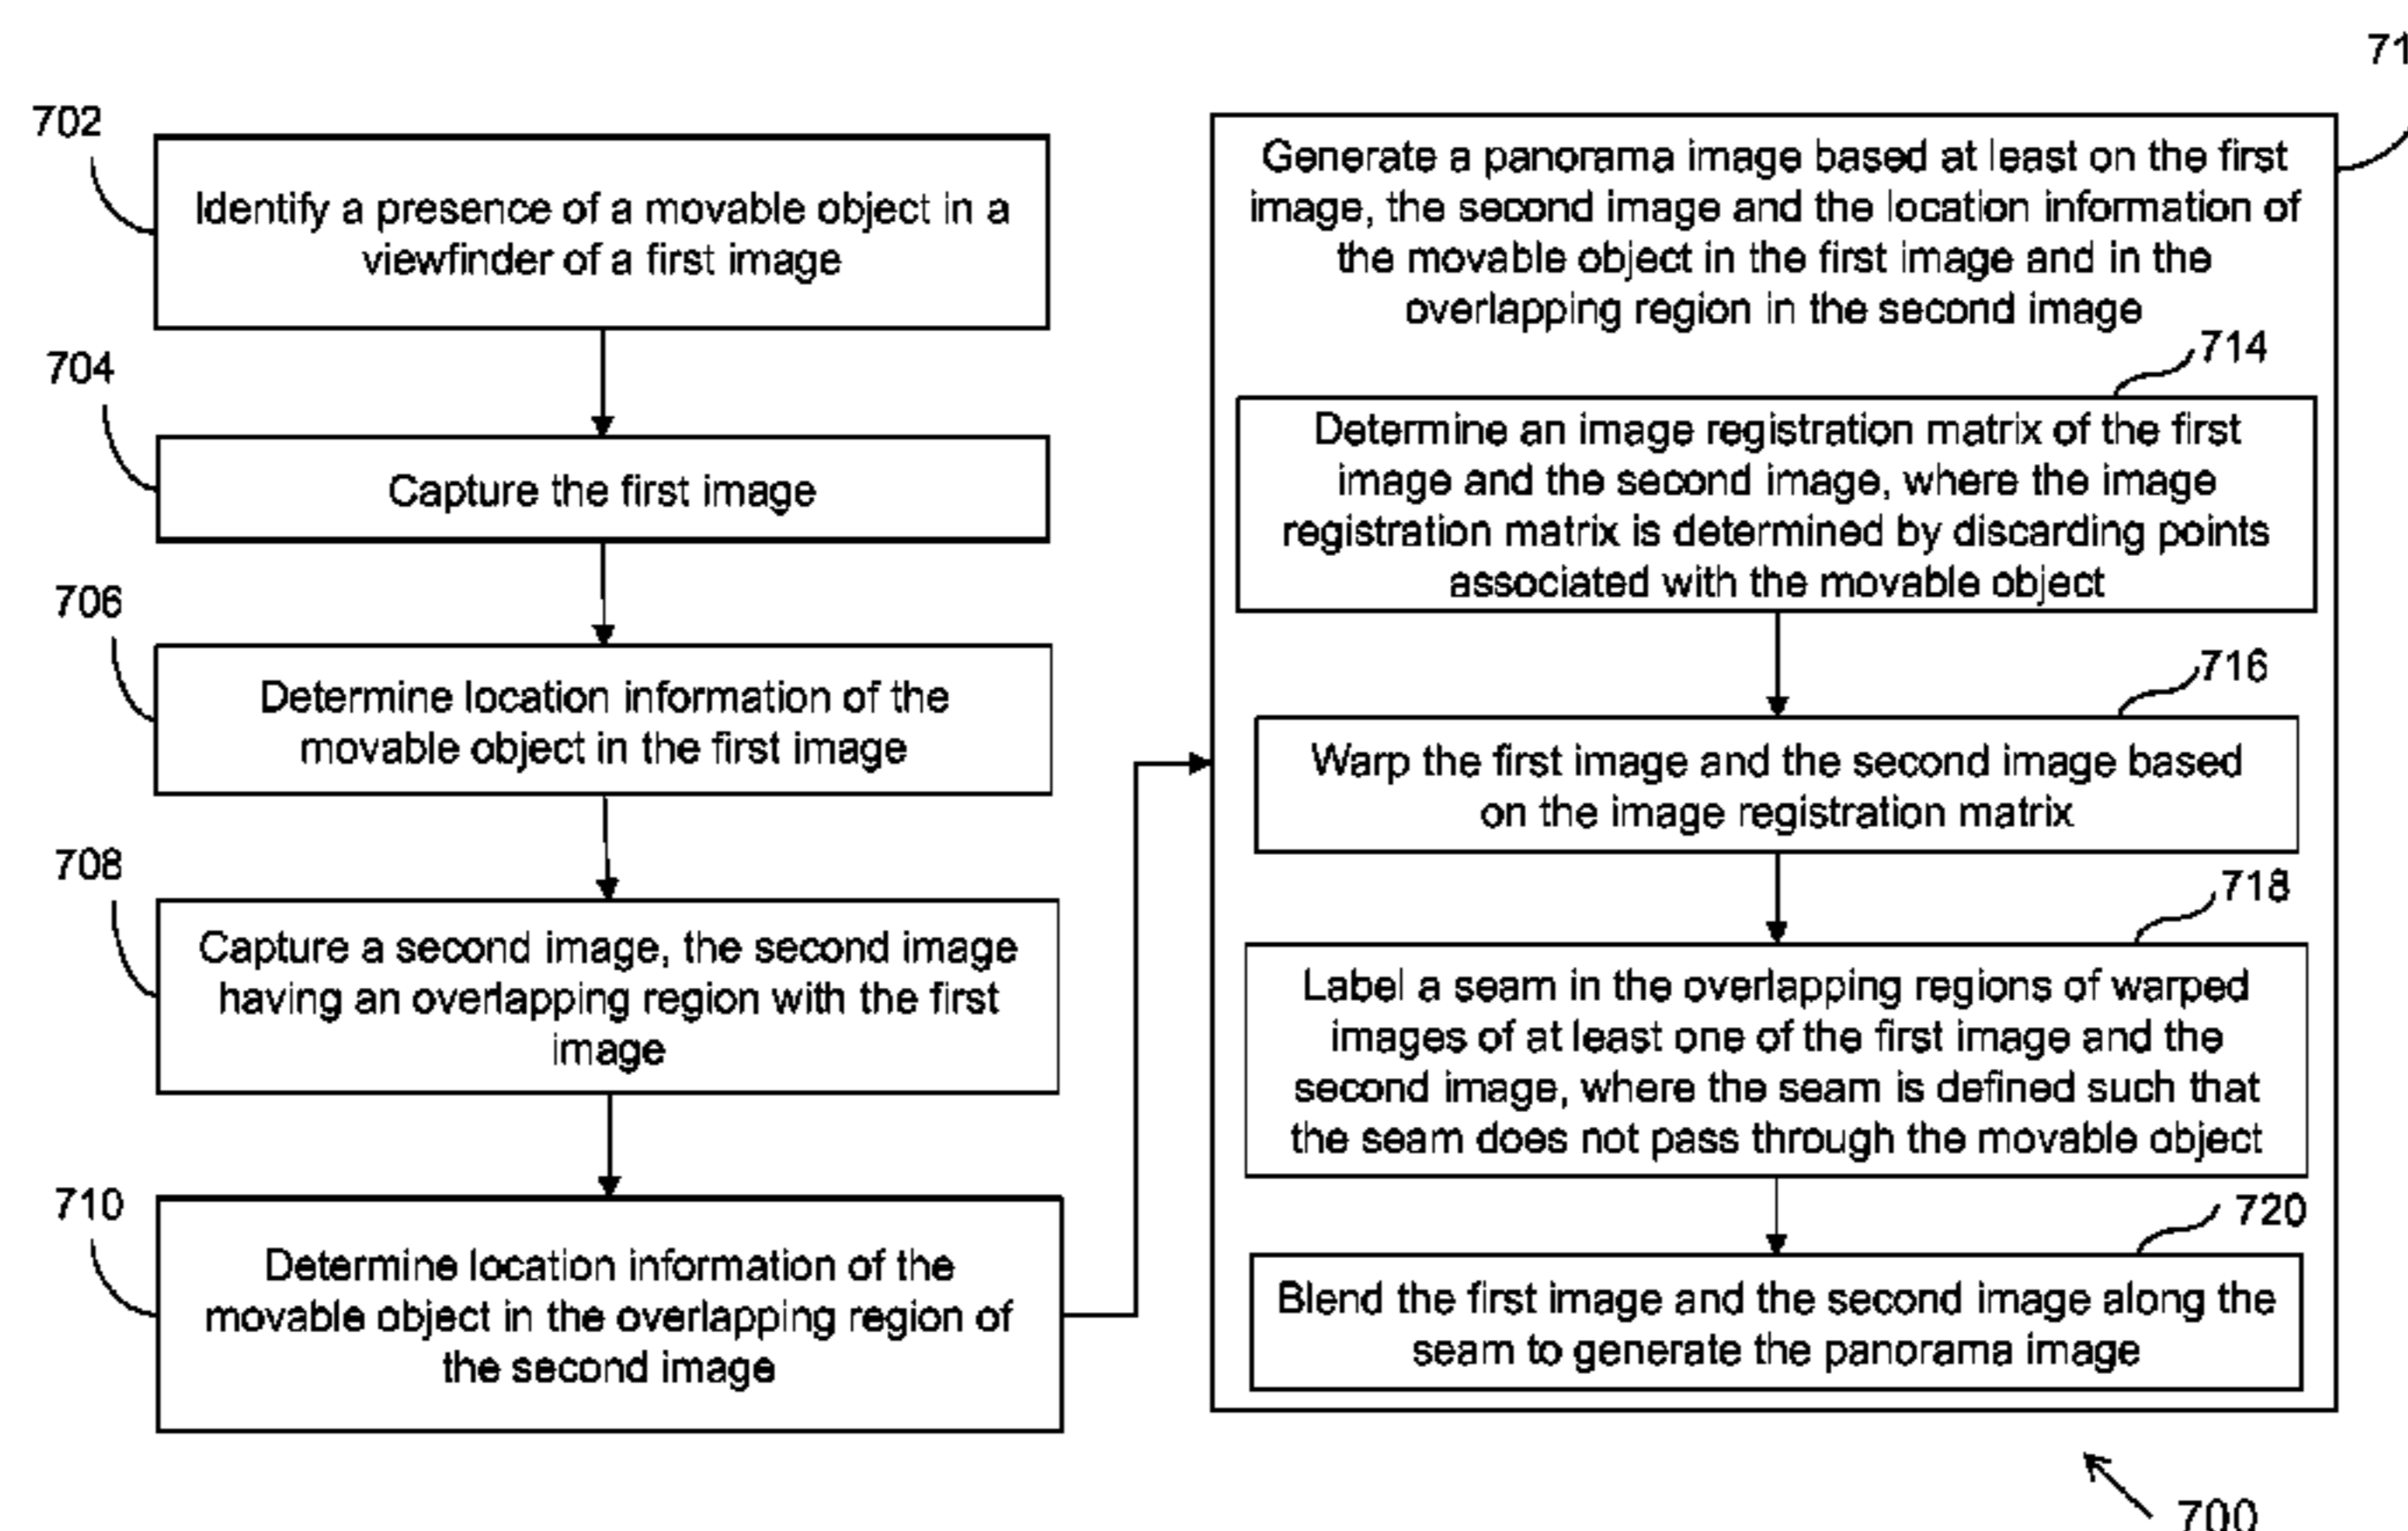 702
Identify a presence of a movable object in a
viewfinder of a first image
704
Capture the first image
706
Determine location information of the
movable object in the first image
708
Capture a second image, the second image
having an overlapping region with the first
image
710
Determine location information of the
movable object in the overlapping region of
the second image
71
Generate a panorama image based at least on the first
image, the second image and the location information of
the movable object in the first image and in the
overlapping region in the second image
714
Determine an image registration matrix of the first
image and the second image, where the image
registration matrix is determined by discarding points
associated with the movable object
716
Warp the first image and the second image based
on the image registration matrix
718
Label a seam in the overlapping regions of warped
images of at least one of the first image and the
second image, where the seam is defined such that
the seam does not pass through the movable object
720
Blend the first image and the second image along the
seam to generate the panorama image
700